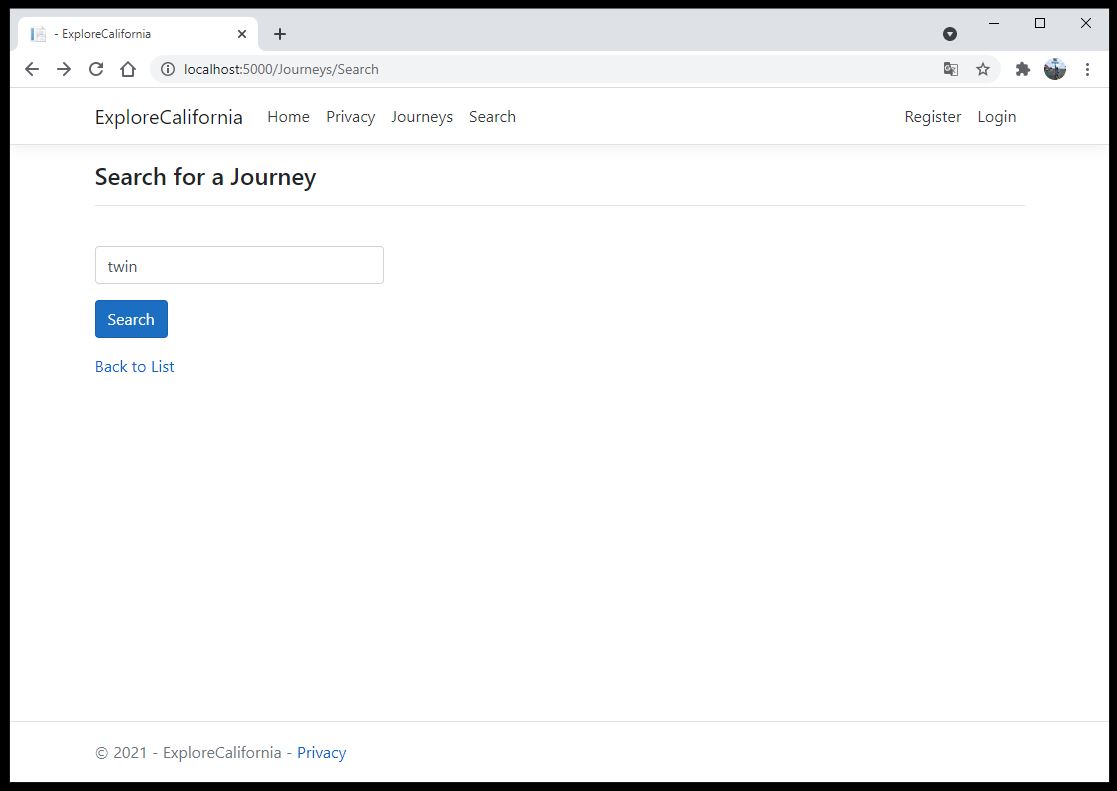 - ExploreCalifornia
localhost:5000/Journeys/Search
ExploreCalifornia Home Privacy Journeys Search Register Login
Search for a Journey
twin
Search
Back to List
© 2021 - ExploreCalifornia - Privacy